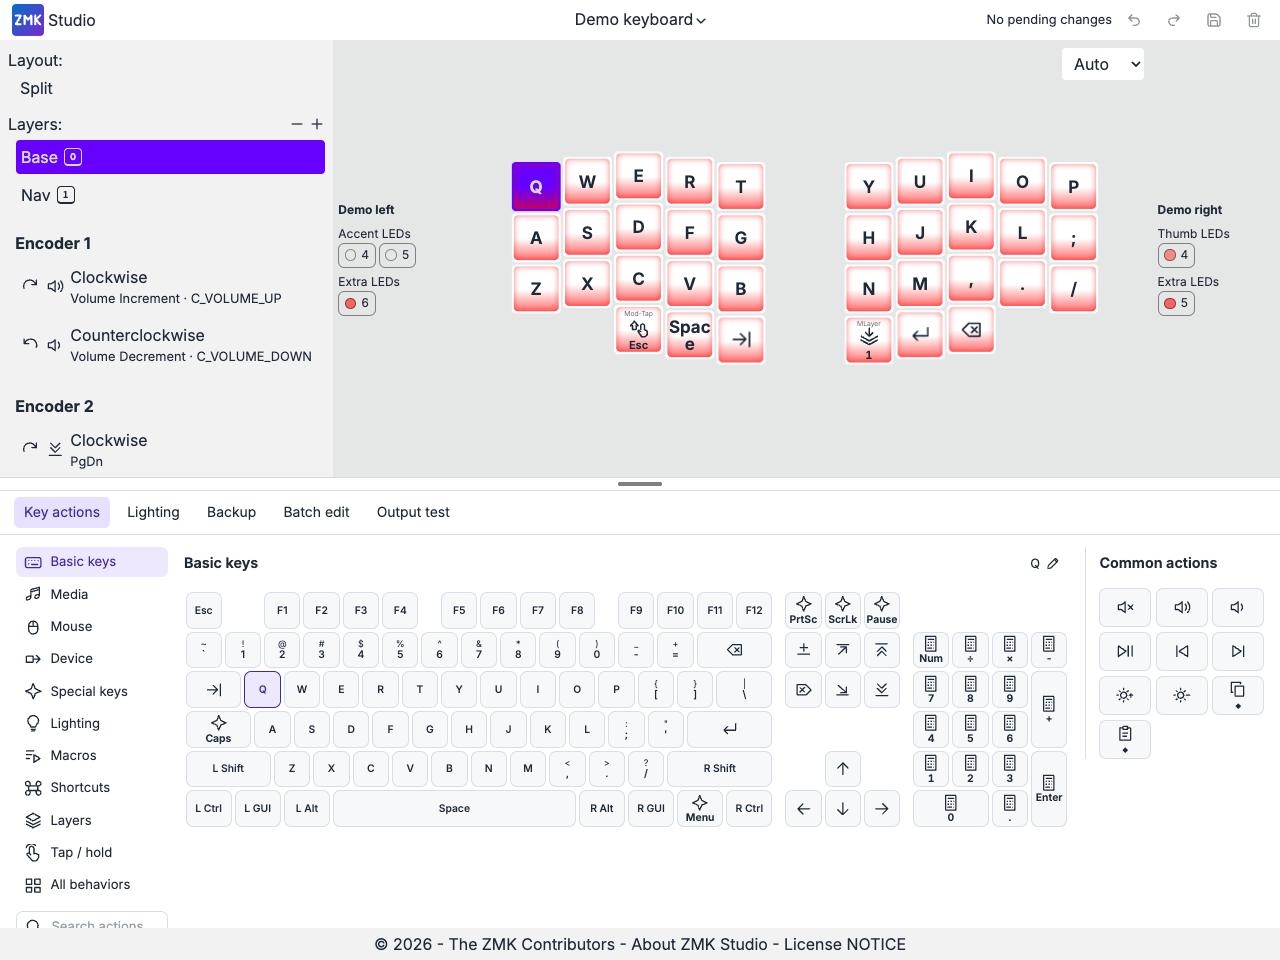 ZMK Studio
Demo keyboard
No pending changes
Layout:
Split
Layers:
Base 0
Nav 1
Encoder 1
Clockwise
Volume Increment · C_VOLUME_UP
Counterclockwise
Volume Decrement · C_VOLUME_DOWN
Encoder 2
Clockwise
PgDn
Auto
Demo left
Accent LEDs
4 5
Extra LEDs
6
Q W E R T
A S D F G
Z X C V B
Mod-Tap
Esc
Spac
e
Y U I O P
H J K L ;
N M , . /
MLayer
1
Demo right
Thumb LEDs
4
Extra LEDs
5
Key actions Lighting Backup Batch edit Output test
Basic keys
Media
Mouse
Device
Special keys
Lighting
Macros
Shortcuts
Layers
Tap / hold
All behaviors
Search actions
Basic keys
Q
Esc F1 F2 F3 F4 F5 F6 F7 F8 F9 F10 F11 F12 PrtSc ScrLk Pause
~ ! @ # $ % ^ & * ( ) _ +
` 1 2 3 4 5 6 7 8 9 0 - = Num ÷ × -
Q W E R T Y U I O P { } |
[ ] \ 7 8 9 +
Caps A S D F G H J K L : "
; ' 4 5 6
L Shift Z X C V B N M < > ? R Shift
, . / 1 2 3 Enter
L Ctrl L GUI L Alt Space R Alt R GUI Menu R Ctrl 0 .
Common actions
© 2026 - The ZMK Contributors - About ZMK Studio - License NOTICE